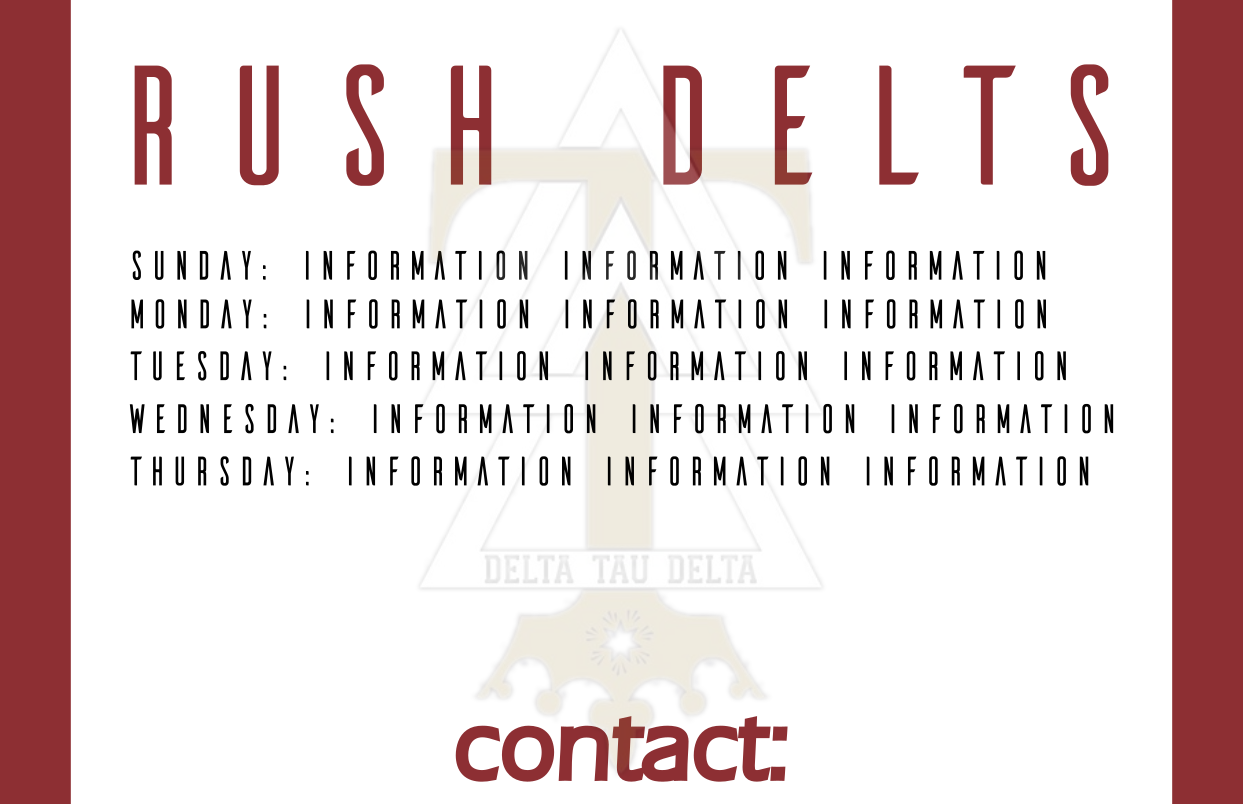 RUSH DELTS
SUNDAY: INFORMATION INFORMATION INFORMATION
MONDAY: INFORMATION INFORMATION INFORMATION
TUESDAY: INFORMATION INFORMATION INFORMATION
WEDNESDAY: INFORMATION INFORMATION INFORMATION
THURSDAY: INFORMATION INFORMATION INFORMATION
DELTA TAU DELTA
contact: